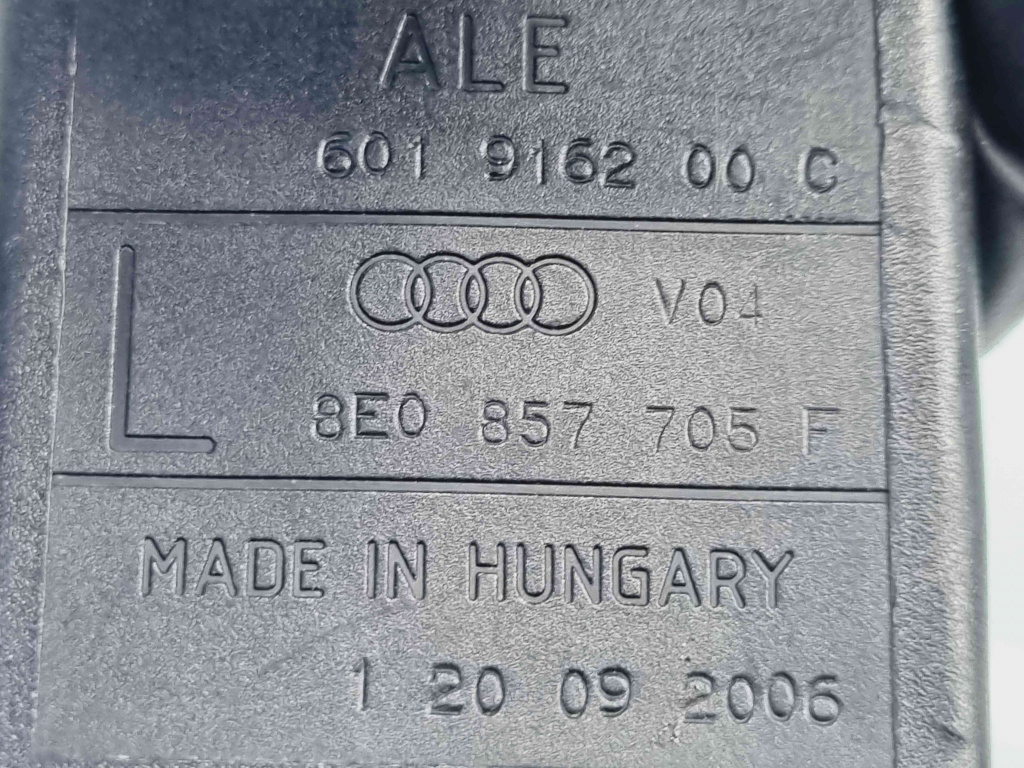 ALE
601 9162 00 C
L
V04
8E0 857 705 F
MADE IN HUNGARY
1 20 09 2006